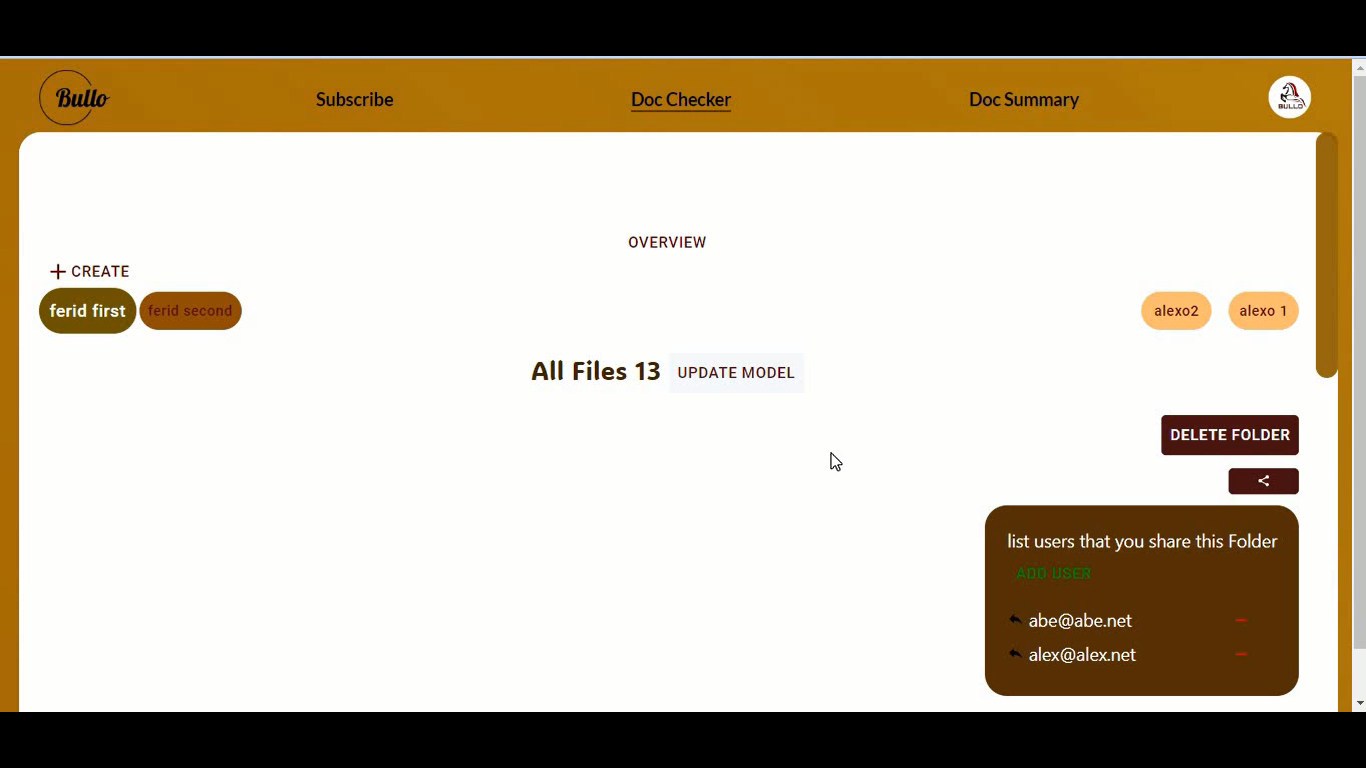 Bullo Subscribe Doc Checker Doc Summary BULLO
OVERVIEW
CREATE
ferid first ferid second alexo2 alexo 1
All Files 13 UPDATE MODEL
DELETE FOLDER
list users that you share this Folder
ADD USER
abe@abe.net
alex@alex.net